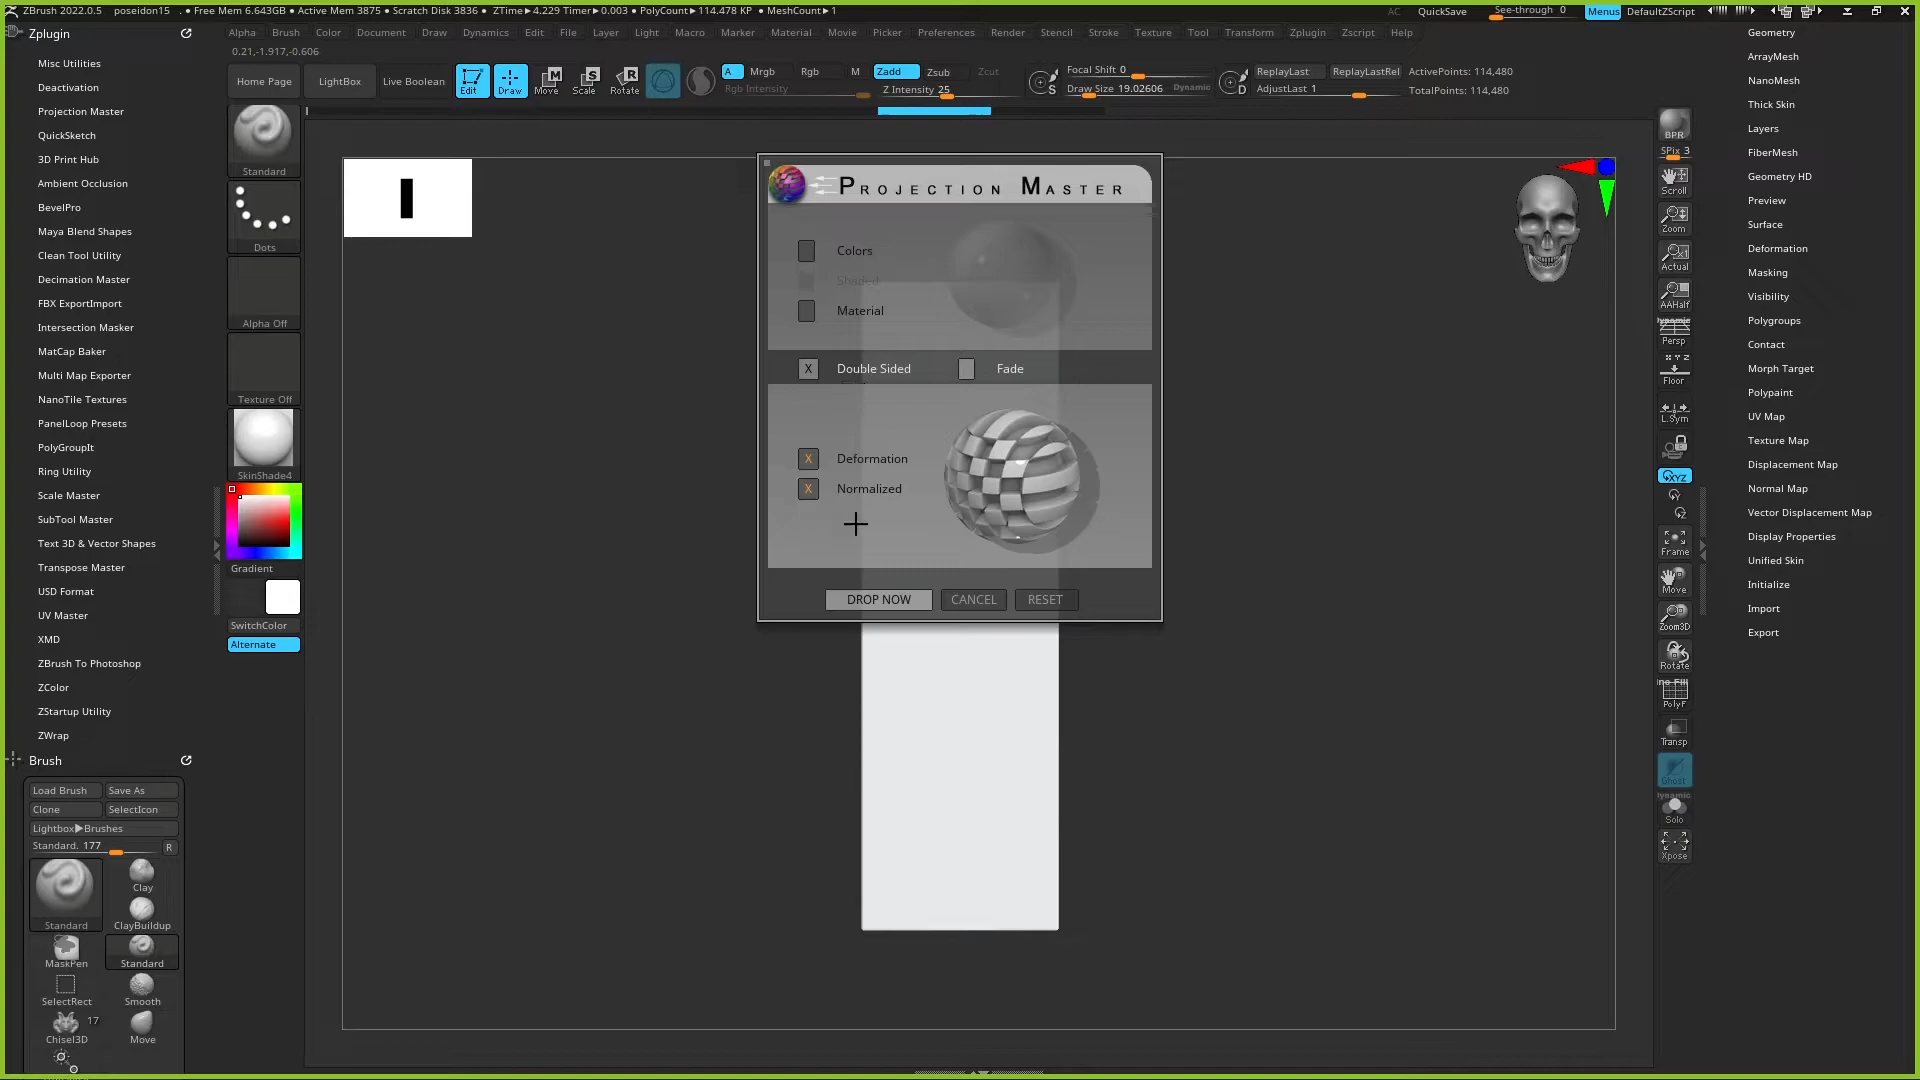 ZBrush 2022.0.5 poseidon15 . • Free Mem 6.643GB • Active Mem 3875 • Scratch Disk 3836 • ZTime▶4.229 Timer▶0.003 • PolyCount▶114.478 KP • MeshCount▶1
AC QuickSave See-through 0 Menus DefaultZScript
Zplugin
Alpha Brush Color Document Draw Dynamics Edit File Layer Light Macro Marker Material Movie Picker Preferences Render Stencil Stroke Texture Tool Transform Zplugin Zscript Help
0.21,-1.917,-0.606
Home Page LightBox Live Boolean Edit Draw Move Scale Rotate
M S R
A Mrgb Rgb M Zadd Zsub Zcut
Rgb Intensity Z Intensity 25
S Focal Shift 0
Draw Size 19.02606 Dynamic
D ReplayLast ReplayLastRel ActivePoints: 114,480
AdjustLast 1 TotalPoints: 114,480
Misc Utilities
Deactivation
Projection Master
QuickSketch
3D Print Hub
Ambient Occlusion
BevelPro
Maya Blend Shapes
Clean Tool Utility
Decimation Master
FBX ExportImport
Intersection Masker
MatCap Baker
Multi Map Exporter
NanoTile Textures
PanelLoop Presets
PolyGroupIt
Ring Utility
Scale Master
SubTool Master
Text 3D & Vector Shapes
Transpose Master
USD Format
UV Master
XMD
ZBrush To Photoshop
ZColor
ZStartup Utility
ZWrap
Brush
Load Brush Save As
Clone SelectIcon
Lightbox▶Brushes
Standard. 177 R
Standard
Clay
ClayBuildup
MaskPen
Standard
SelectRect
Smooth
17
Chisel3D
Move
Standard
Dots
Alpha Off
Texture Off
SkinShade4
Gradient
SwitchColor
Alternate
PROJECTION MASTER
Colors
Shaded
Material
X Double Sided Fade
X Deformation
X Normalized
DROP NOW CANCEL RESET
BPR
SPix 3
Scroll
Zoom
Actual
AAHalf
Dynamic
Persp
X Y Z
Floor
L.Sym
XYZ
Y
Z
Frame
Move
Zoom3D
Rotate
PolyF
Transp
Ghost
Dynamic
Solo
Xpose
Geometry
ArrayMesh
NanoMesh
Thick Skin
Layers
FiberMesh
Geometry HD
Preview
Surface
Deformation
Masking
Visibility
Polygroups
Contact
Morph Target
Polypaint
UV Map
Texture Map
Displacement Map
Normal Map
Vector Displacement Map
Display Properties
Unified Skin
Initialize
Import
Export